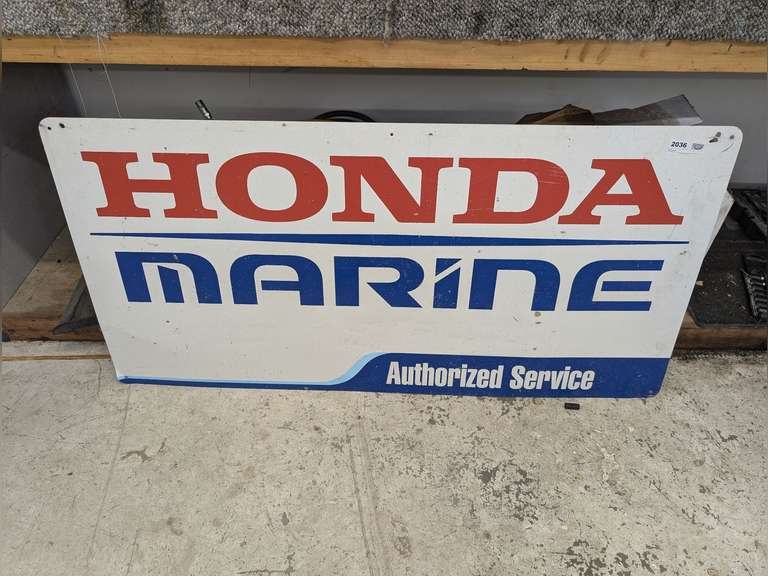 HONDA
2036
MARINE
Authorized Service